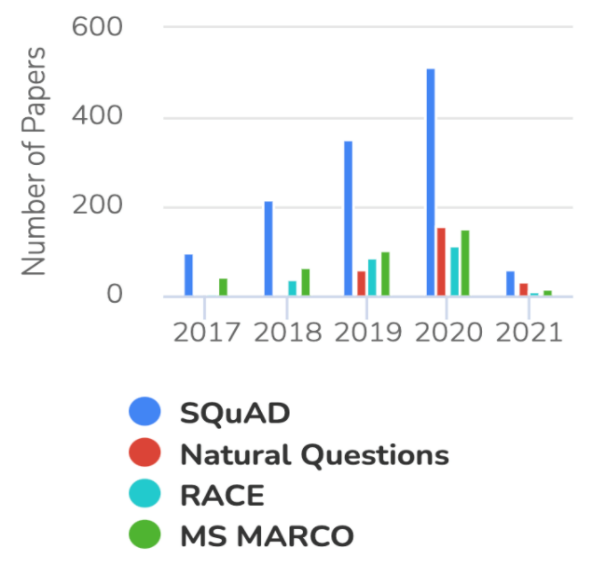 Number of Papers
600
400
200
0
2017 2018 2019 2020 2021
SQuAD
Natural Questions
RACE
MS MARCO